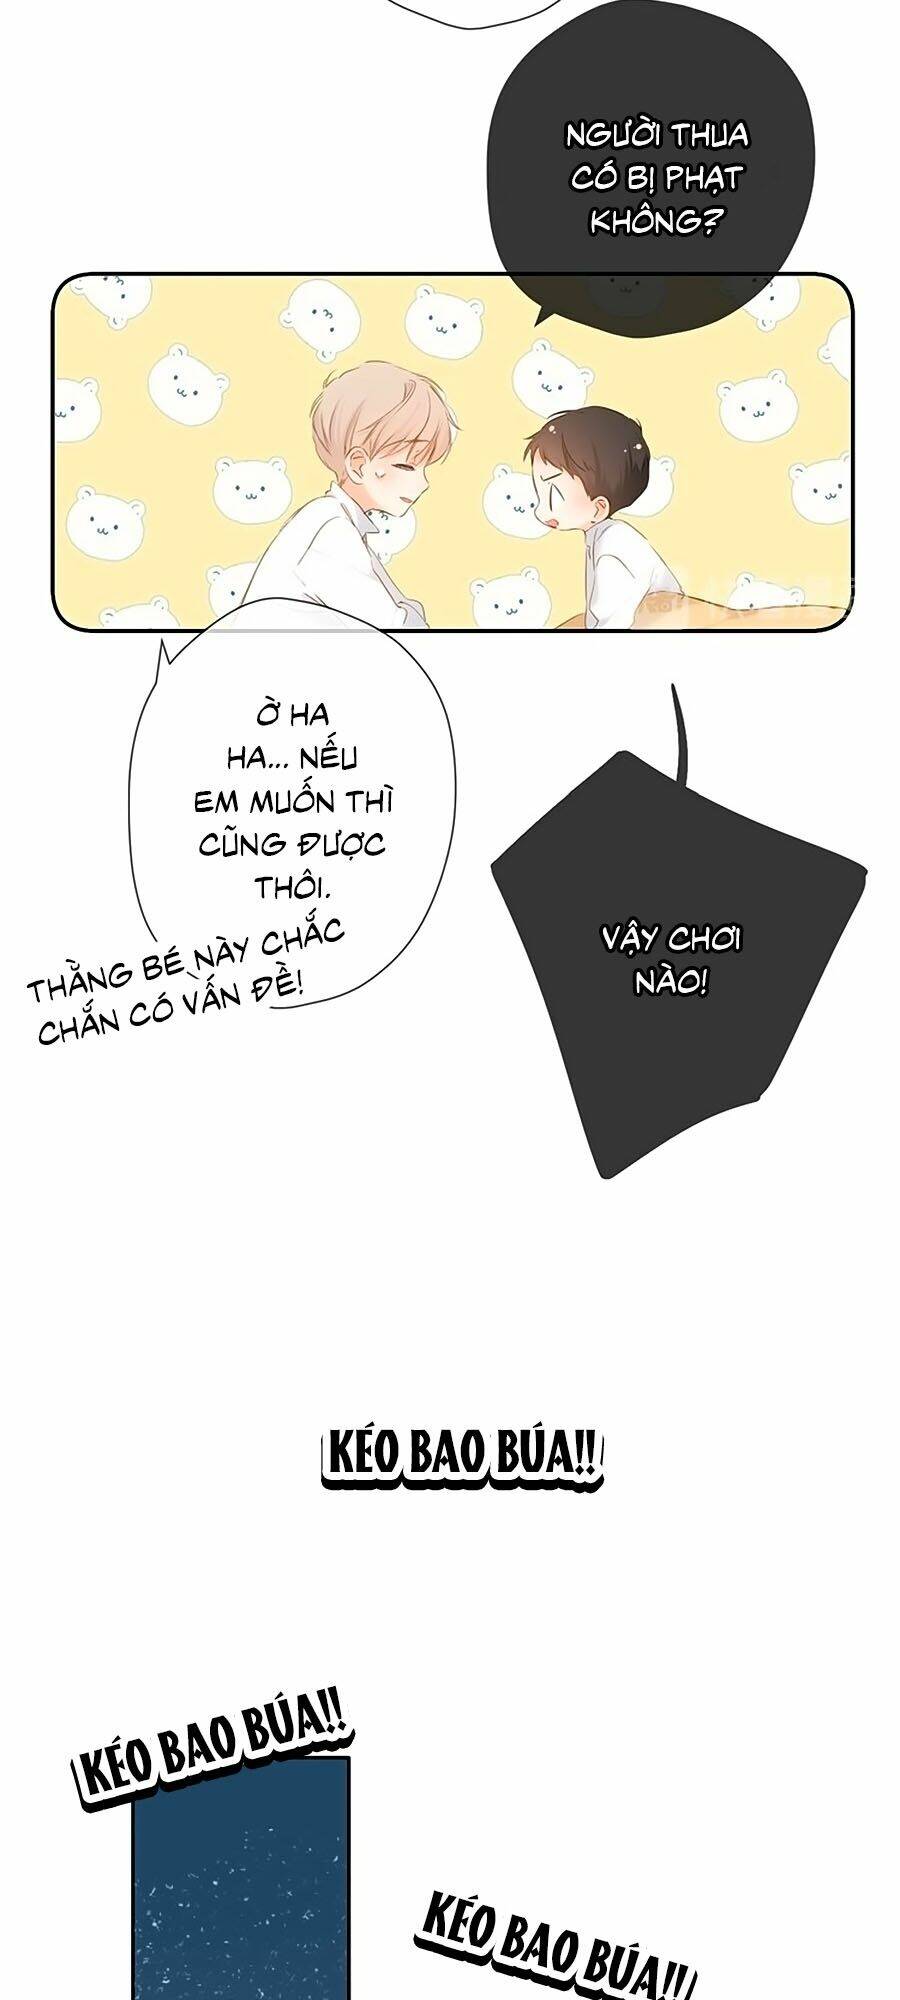 NGƯỜI THUA
CÓ BỊ PHẠT
KHÔNG?
Ờ HA
HA... NẾU
EM MUỐN THÌ
CŨNG ĐƯỢC
THÔI.
THẰNG BÉ NÀY CHẮC
CHẮN CÓ VẤN ĐỀ!
VẬY CHƠI
NÀO!
KÉO BAO BÚA!!
KÉO BAO BÚA!!
KÉO BAO BÚA!!